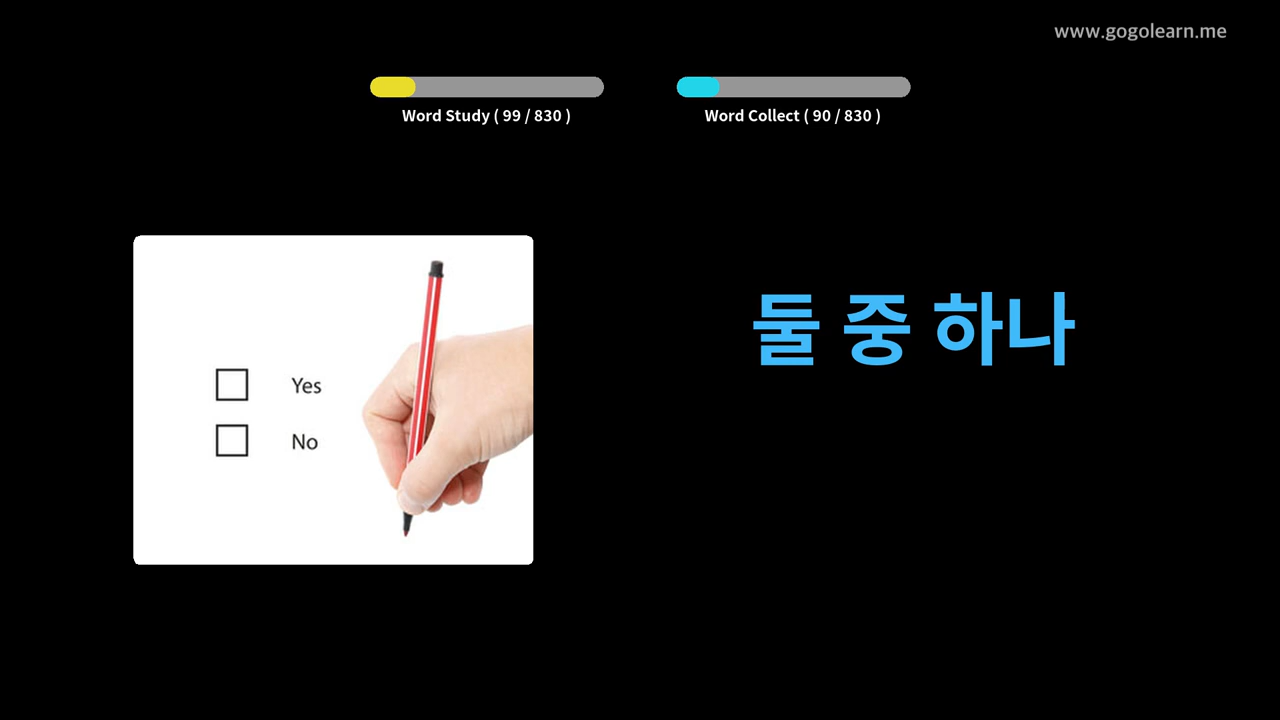 www.gogolearn.me
Word Study ( 99 / 830 )
Word Collect ( 90 / 830 )
Yes
No
둘 중 하나